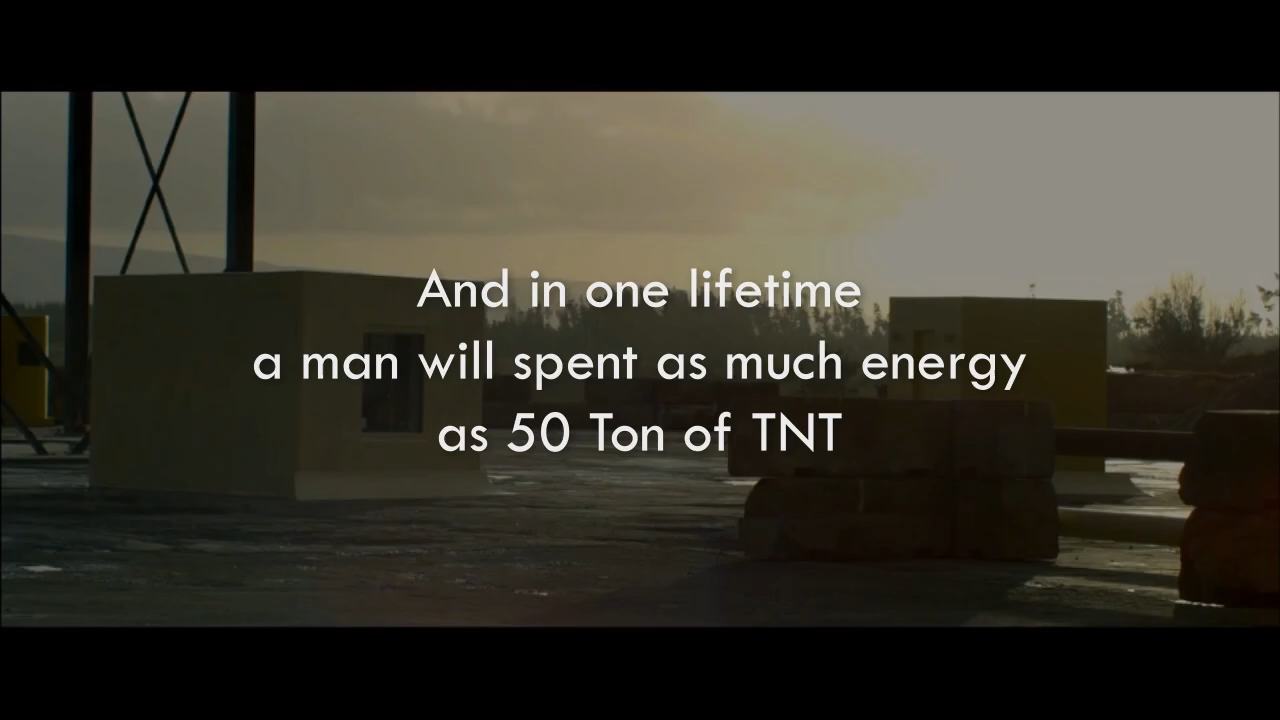 And in one lifetime
a man will spent as much energy
as 50 Ton of TNT